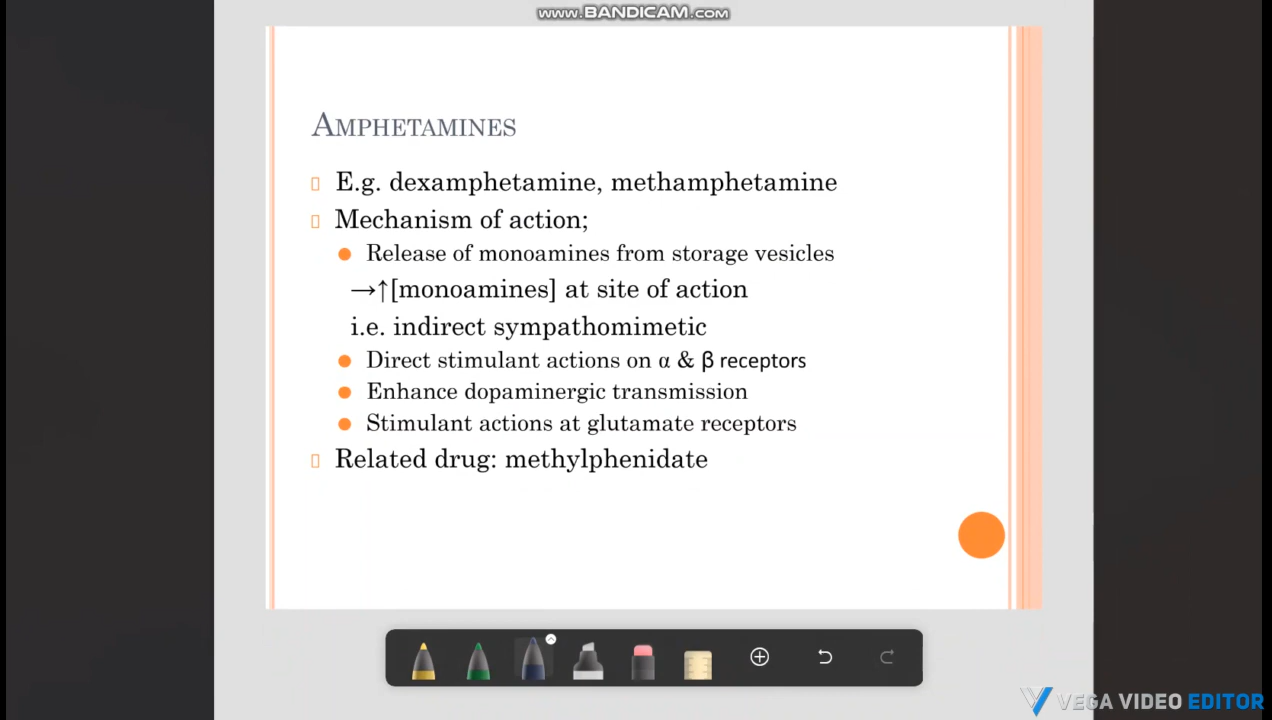 www.BANDICAM.com
AMPHETAMINES
E.g. dexamphetamine, methamphetamine
Mechanism of action;
Release of monoamines from storage vesicles
→↑[monoamines] at site of action
i.e. indirect sympathomimetic
Direct stimulant actions on α & β receptors
Enhance dopaminergic transmission
Stimulant actions at glutamate receptors
Related drug: methylphenidate
VEGA VIDEO EDITOR